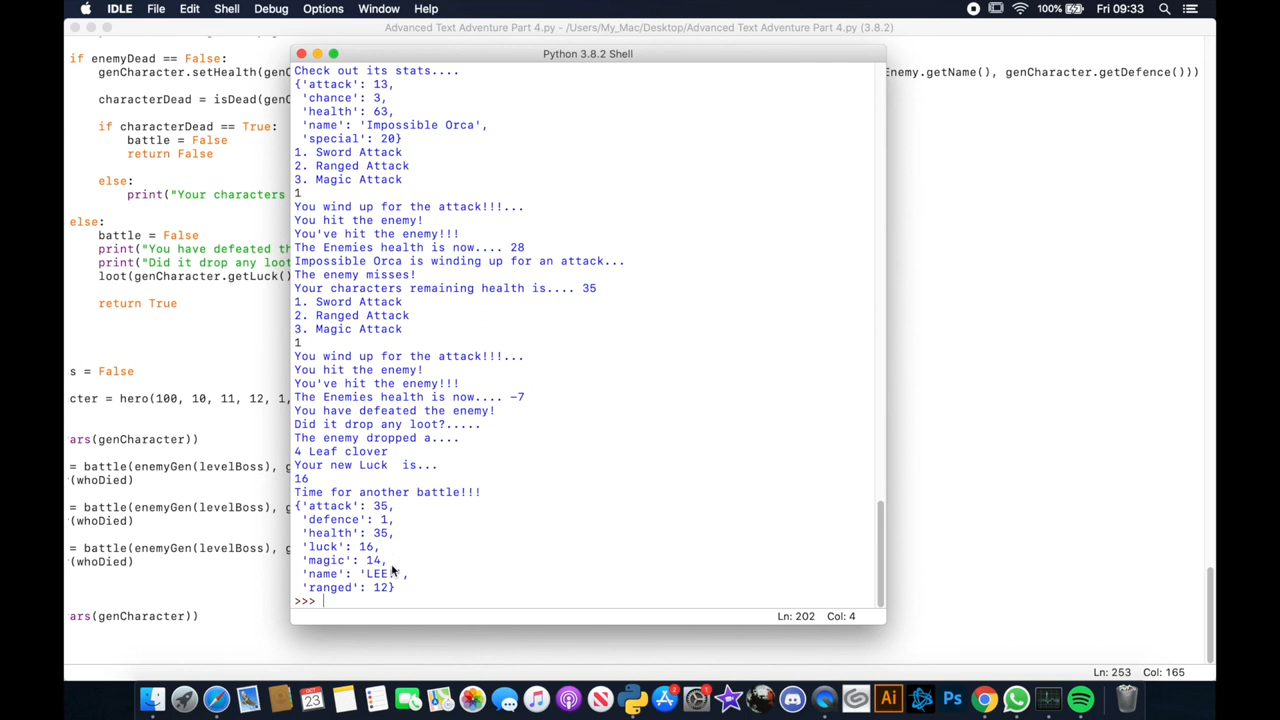 IDLE File Edit Shell Debug Options Window Help 100% Fri 09:33
Advanced Text Adventure Part 4.py - /Users/My_Mac/Desktop/Advanced Text Adventure Part 4.py (3.8.2)
if enemyDead == False:
genCharacter.setHealth(gen
Enemy.getName(), genCharacter.getDefence()))
characterDead = isDead(gen
if characterDead == True:
battle = False
return False
else:
print("Your characters
else:
battle = False
print("You have defeated th
print("Did it drop any loot
loot(genCharacter.getLuck()
return True
s = False
cter = hero(100, 10, 11, 12, 1,
ars(genCharacter))
= battle(enemyGen(levelBoss), g
(whoDied)
= battle(enemyGen(levelBoss), g
(whoDied)
= battle(enemyGen(levelBoss), g
(whoDied)
ars(genCharacter))
Ln: 253 Col: 165
Python 3.8.2 Shell
Check out its stats....
{'attack': 13,
'chance': 3,
'health': 63,
'name': 'Impossible Orca',
'special': 20}
1. Sword Attack
2. Ranged Attack
3. Magic Attack
1
You wind up for the attack!!!...
You hit the enemy!
You've hit the enemy!!!
The Enemies health is now.... 28
Impossible Orca is winding up for an attack...
The enemy misses!
Your characters remaining health is.... 35
1. Sword Attack
2. Ranged Attack
3. Magic Attack
1
You wind up for the attack!!!...
You hit the enemy!
You've hit the enemy!!!
The Enemies health is now.... -7
You have defeated the enemy!
Did it drop any loot?.....
The enemy dropped a....
4 Leaf clover
Your new Luck  is...
16
Time for another battle!!!
{'attack': 35,
'defence': 1,
'health': 35,
'luck': 16,
'magic': 14,
'name':
'ranged': 12}
>>>
Ln: 202 Col: 4
OCT 23
2
1
Ai
Ps